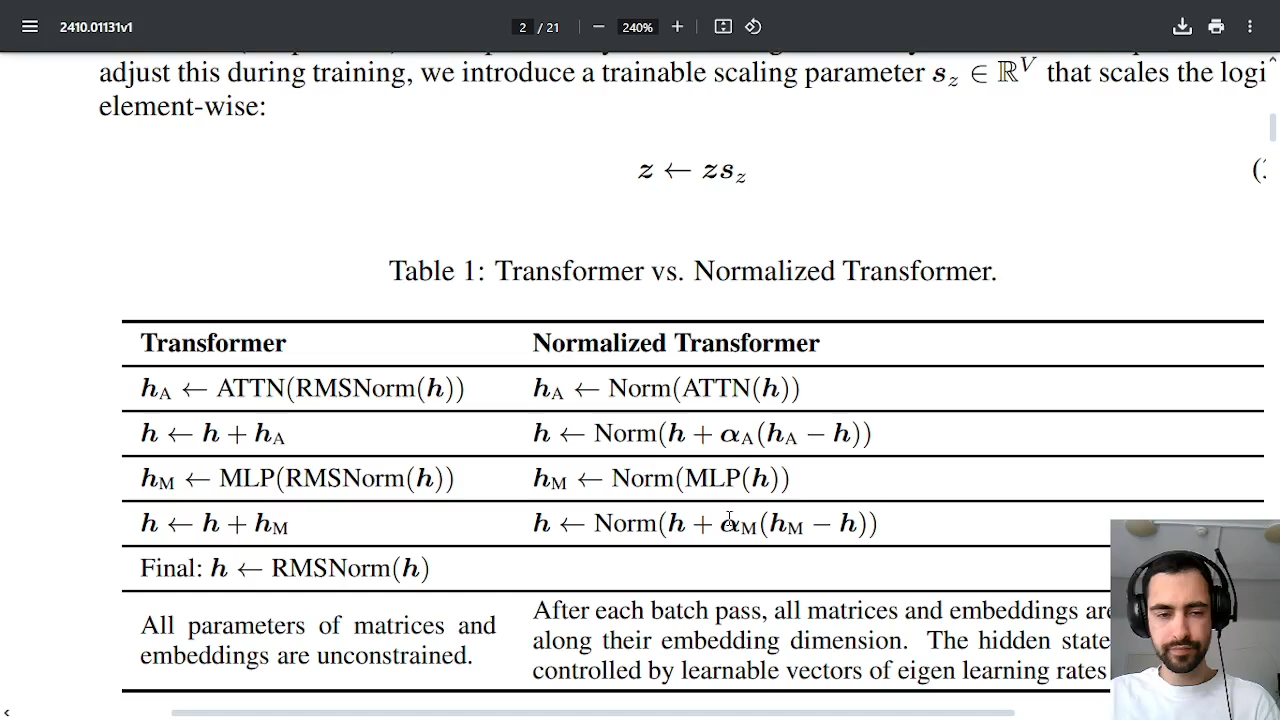 2410.01131v1
2 / 21
240%
adjust this during training, we introduce a trainable scaling parameter s_z ∈ ℝ^V that scales the logi
element-wise:
z ← zs_z
Table 1: Transformer vs. Normalized Transformer.
Transformer Normalized Transformer
h_A ← ATTN(RMSNorm(h)) h_A ← Norm(ATTN(h))
h ← h + h_A h ← Norm(h + α_A(h_A − h))
h_M ← MLP(RMSNorm(h)) h_M ← Norm(MLP(h))
h ← h + h_M h ← Norm(h + α_M(h_M − h))
Final: h ← RMSNorm(h)
All parameters of matrices and
embeddings are unconstrained.
After each batch pass, all matrices and embeddings are
along their embedding dimension. The hidden state
controlled by learnable vectors of eigen learning rates